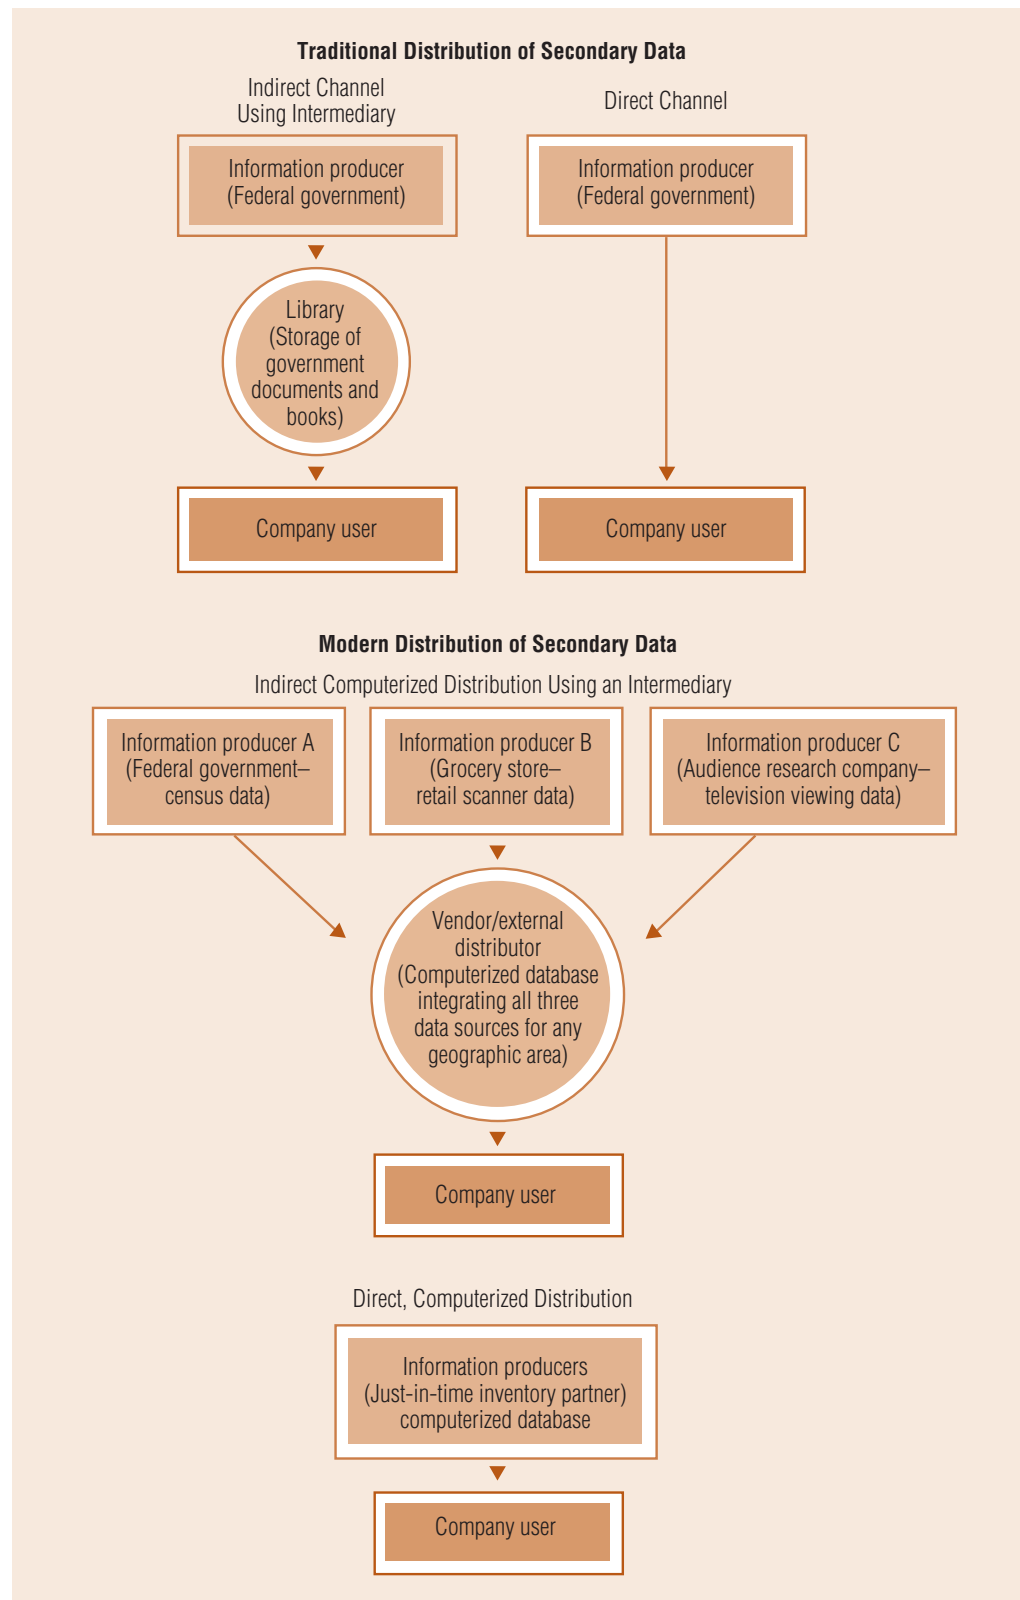 Traditional Distribution of Secondary Data
Indirect Channel
Using Intermediary
Direct Channel
Information producer
(Federal government)
Information producer
(Federal government)
Library
(Storage of
government
documents and
books)
Company user
Company user
Modern Distribution of Secondary Data
Indirect Computerized Distribution Using an Intermediary
Information producer A
(Federal government–
census data)
Information producer B
(Grocery store–
retail scanner data)
Information producer C
(Audience research company–
television viewing data)
Vendor/external
distributor
(Computerized database
integrating all three
data sources for any
geographic area)
Company user
Direct, Computerized Distribution
Information producers
(Just-in-time inventory partner)
computerized database
Company user